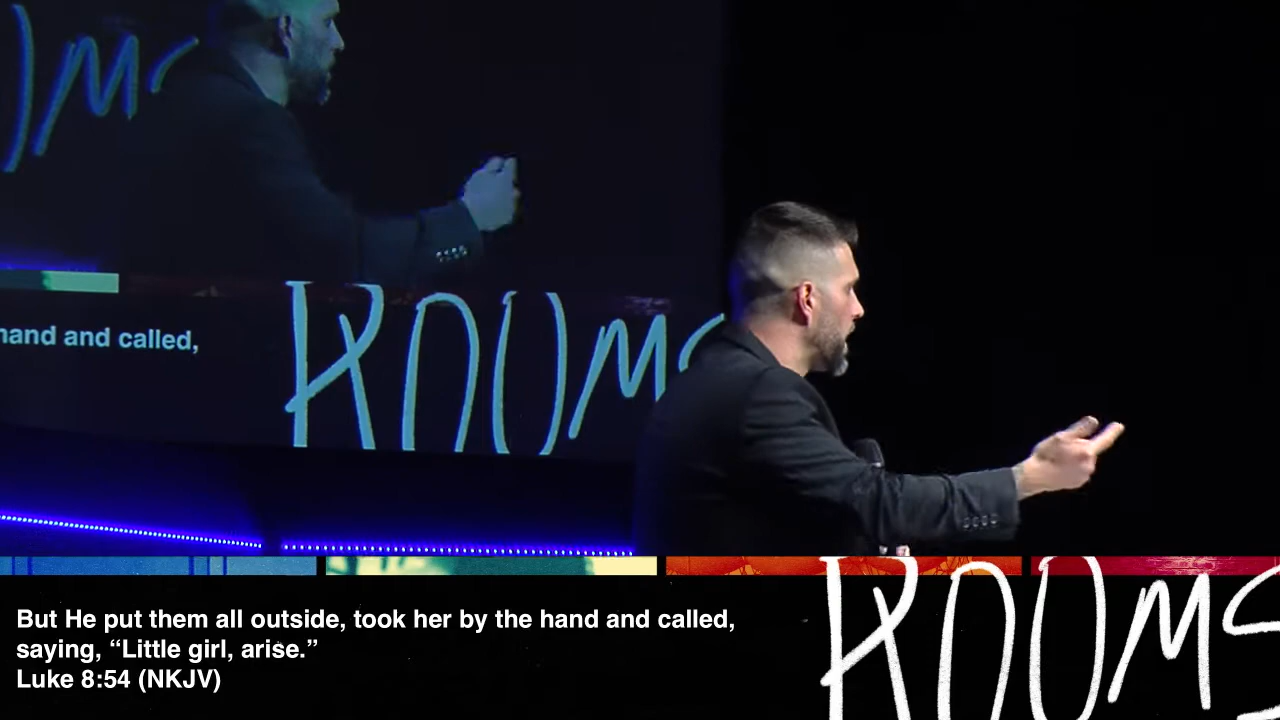 OMS
hand and called,
ROOMS
But He put them all outside, took her by the hand and called,
saying, “Little girl, arise.”
Luke 8:54 (NKJV)
ROOMS